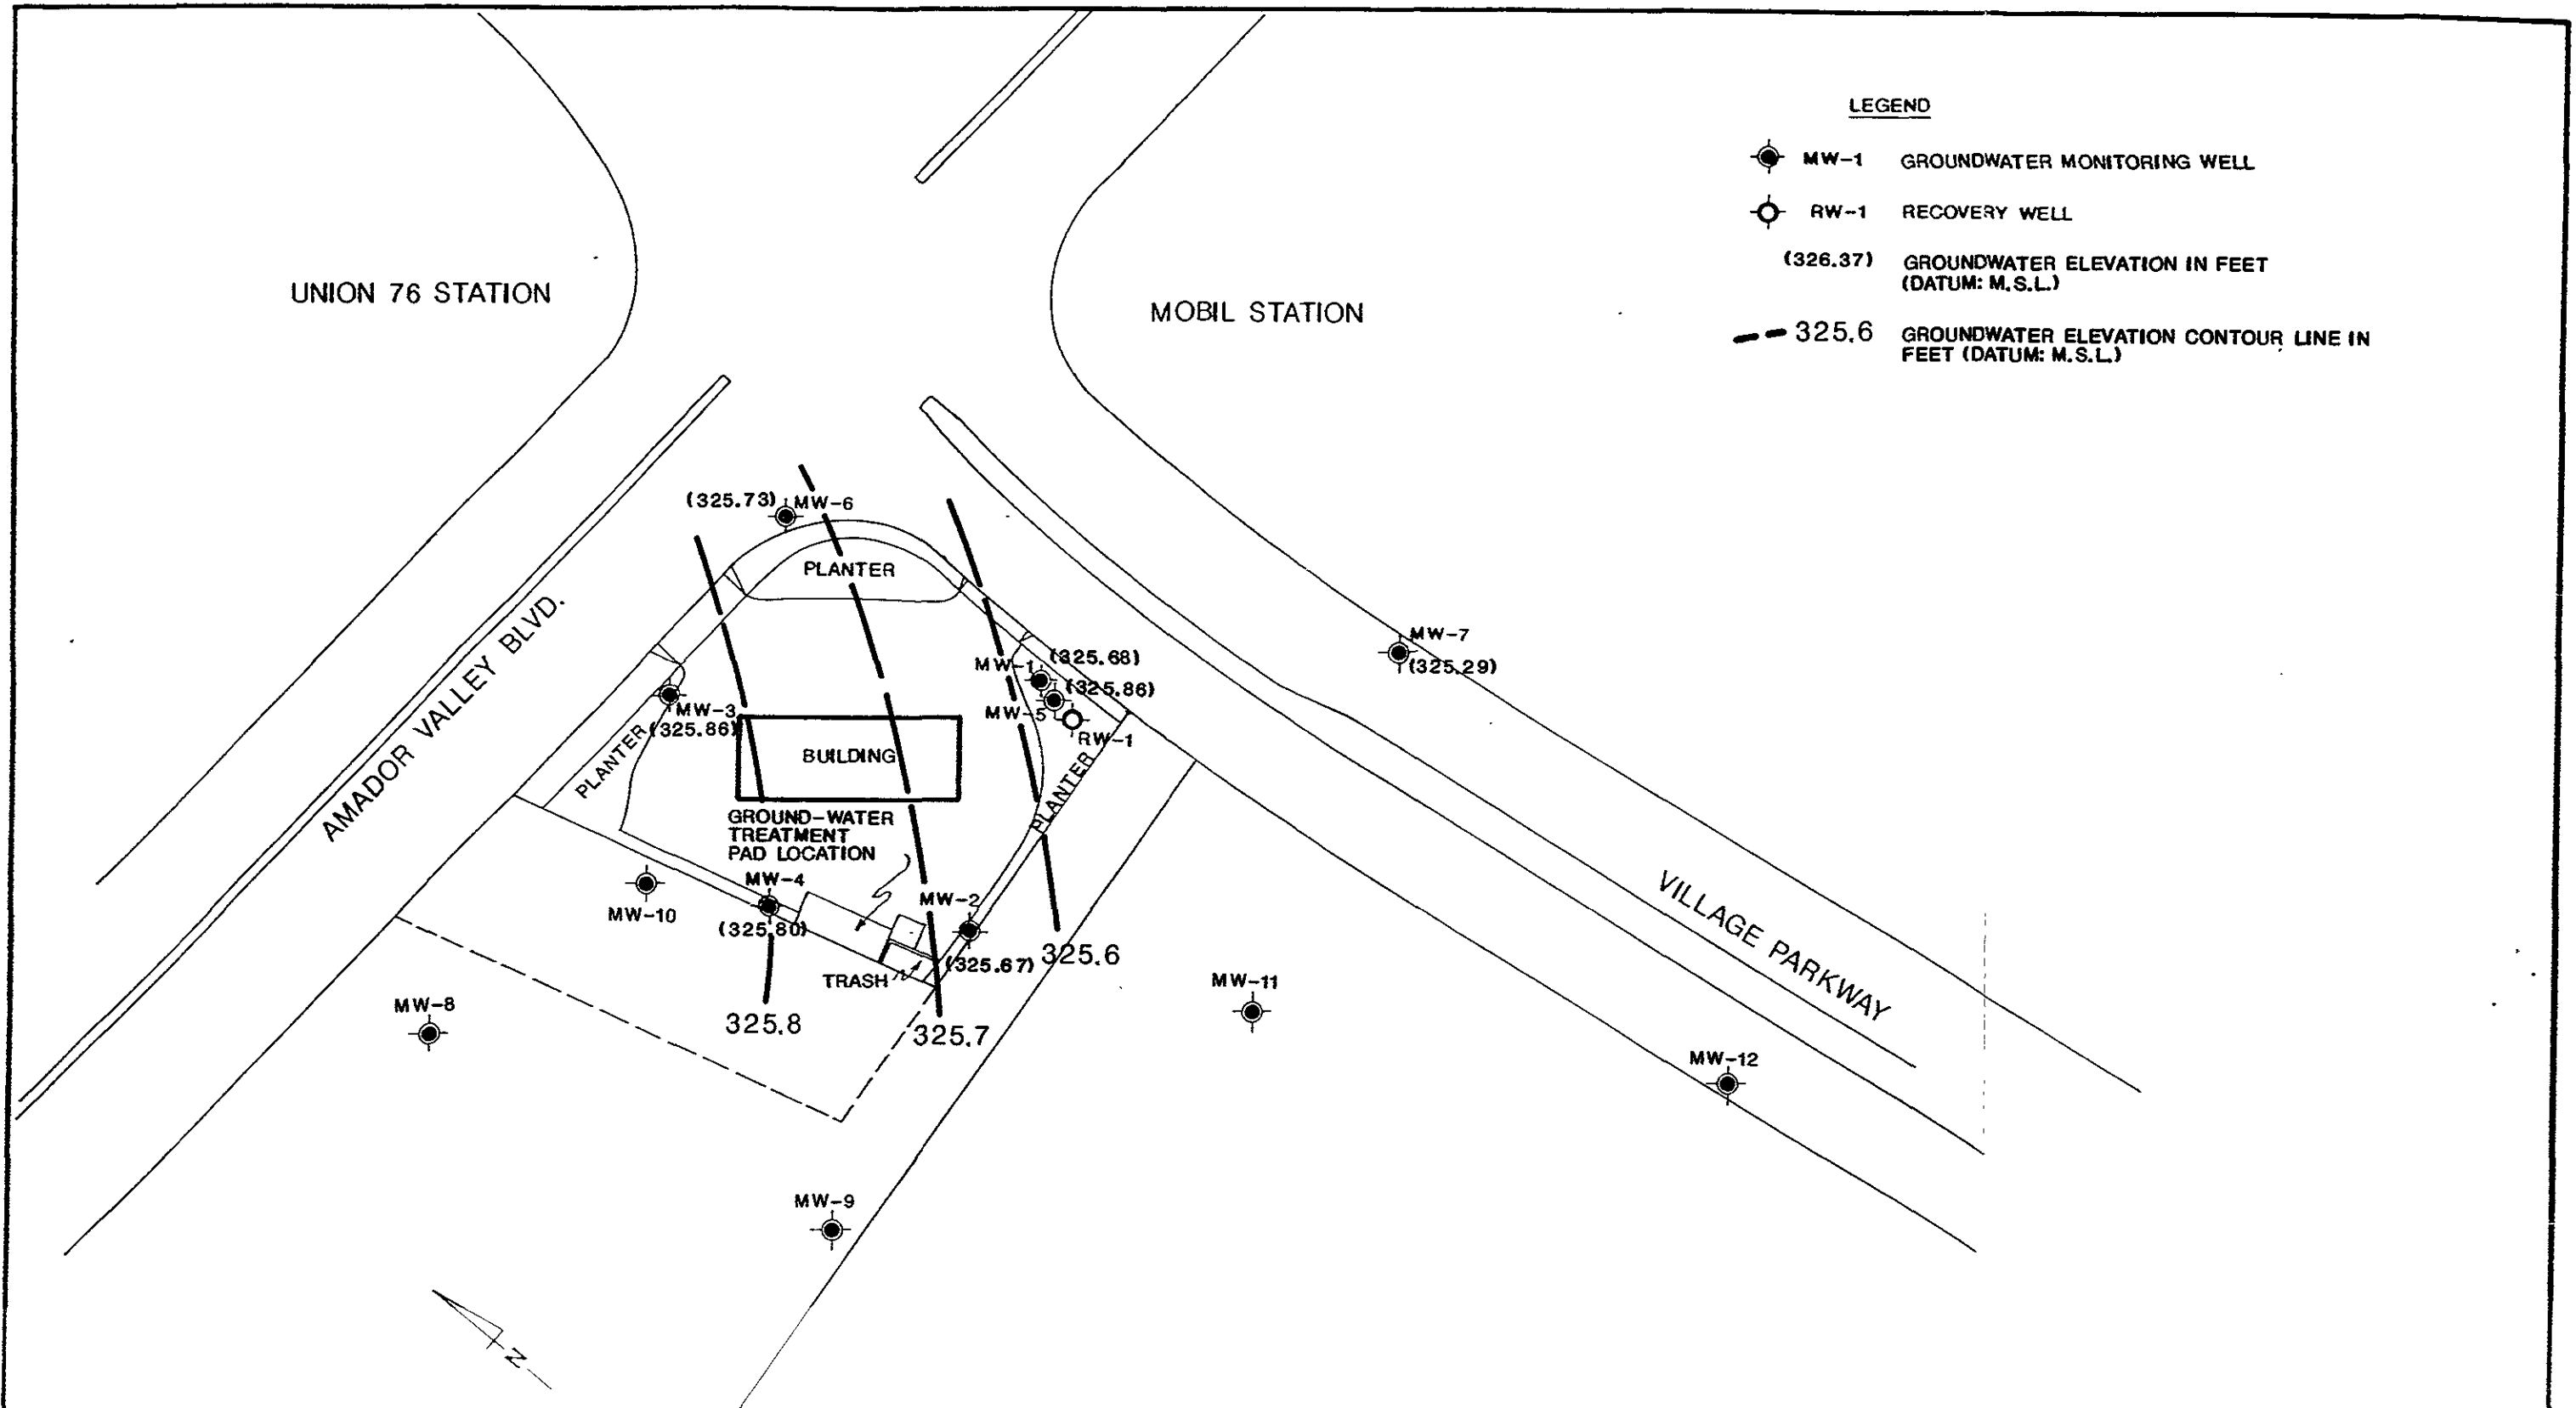 LEGEND
MW-1 GROUNDWATER MONITORING WELL
RW-1 RECOVERY WELL
(326.37) GROUNDWATER ELEVATION IN FEET
(DATUM: M.S.L.)
325.6 GROUNDWATER ELEVATION CONTOUR LINE IN
FEET (DATUM: M.S.L.)
UNION 76 STATION
MOBIL STATION
(325.73) MW-6
PLANTER
AMADOR VALLEY BLVD.
MW-7
(325.29)
MW-1 (325.68)
(325.86)
MW-5
RW-1
MW-3
(325.86)
PLANTER
BUILDING
PLANTER
GROUND-WATER
TREATMENT
PAD LOCATION
MW-4
(325.80)
MW-2
(325.67)
MW-10
TRASH
325.6
325.8
325.7
MW-8
MW-11
VILLAGE PARKWAY
MW-12
MW-9
N